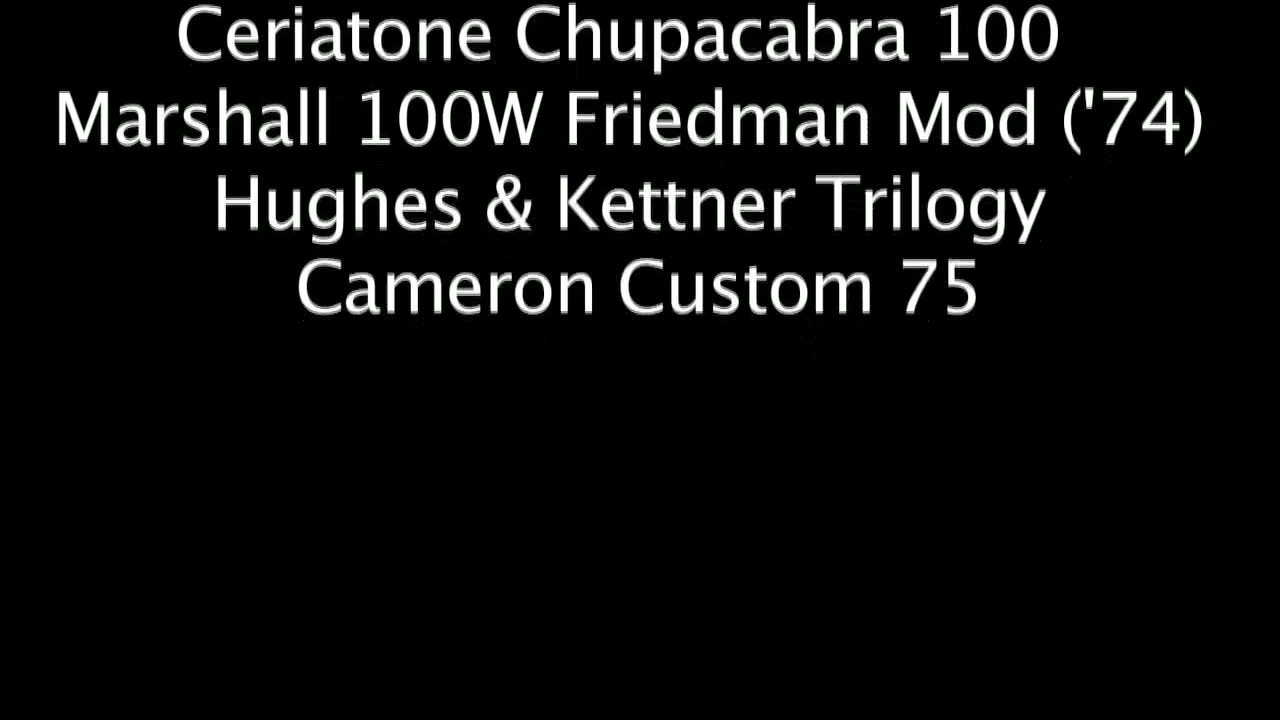 Ceriatone Chupacabra 100
Marshall 100W Friedman Mod ('74)
Hughes & Kettner Trilogy
Cameron Custom 75